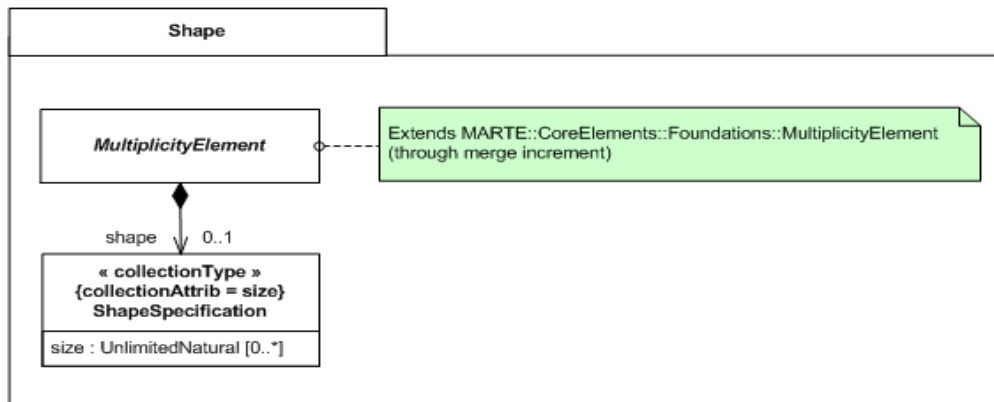 Shape
MultiplicityElement
Extends MARTE::CoreElements::Foundations::MultiplicityElement
(through merge increment)
shape 0..1
« collectionType »
{collectionAttrib = size}
ShapeSpecification
size : UnlimitedNatural [0..*]